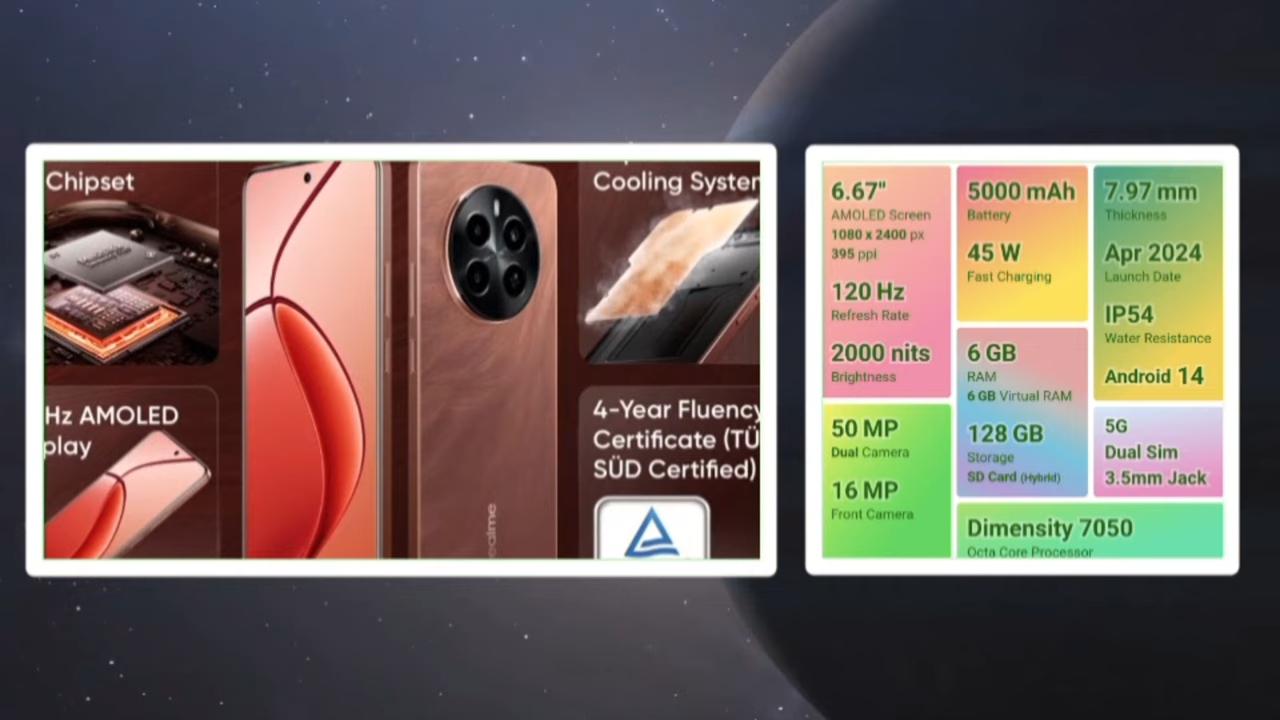 Chipset
Hz AMOLED
play
ealme
Cooling System
4-Year Fluency
Certificate (TÜ
SÜD Certified)
6.67"
AMOLED Screen
1080 x 2400 px
395 ppi
120 Hz
Refresh Rate
2000 nits
Brightness
50 MP
Dual Camera
16 MP
Front Camera
5000 mAh
Battery
45 W
Fast Charging
6 GB
RAM
6 GB Virtual RAM
128 GB
Storage
SD Card (Hybrid)
7.97 mm
Thickness
Apr 2024
Launch Date
IP54
Water Resistance
Android 14
5G
Dual Sim
3.5mm Jack
Dimensity 7050
Octa Core Processor